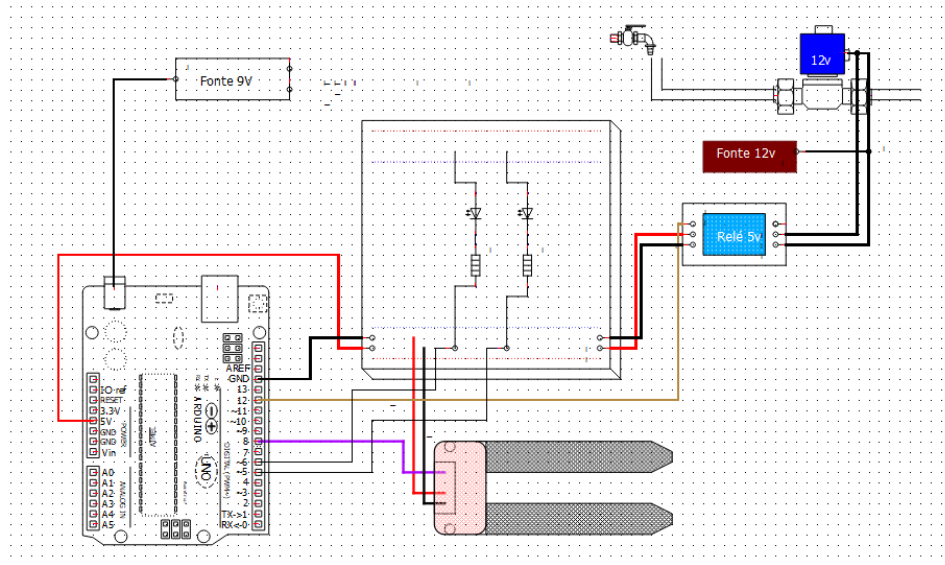 12v
Fonte 9V
Fonte 12v
Relé 5v
AREF
GND
13
12
~11
~10
~9
8
7
~6
~5
4
~3
2
TX->1
RX<-0
IO ref
RESET
3.3V
5V
GND
GND
Vin
A0
A1
A2
A3
A4
A5
POWER
ANALOG IN
ARDUINO
UNO
DIGITAL (PWM~)